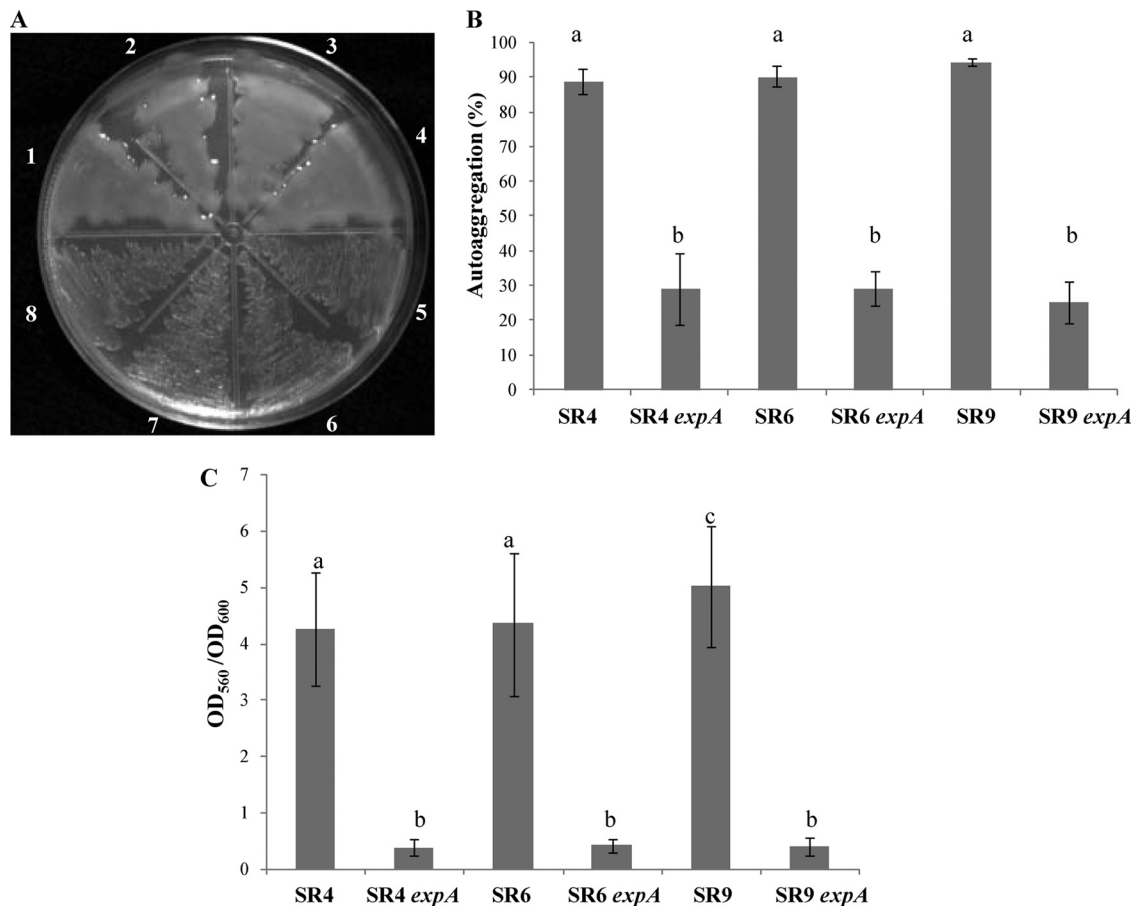 A
1
2
3
4
5
6
7
8
B
Autoaggregation (%)
100
90
80
70
60
50
40
30
20
10
0
a
b
a
b
a
b
SR4 SR4 expA SR6 SR6 expA SR9 SR9 expA
C
OD560/OD600
7
6
5
4
3
2
1
0
a
b
a
b
c
b
SR4 SR4 expA SR6 SR6 expA SR9 SR9 expA